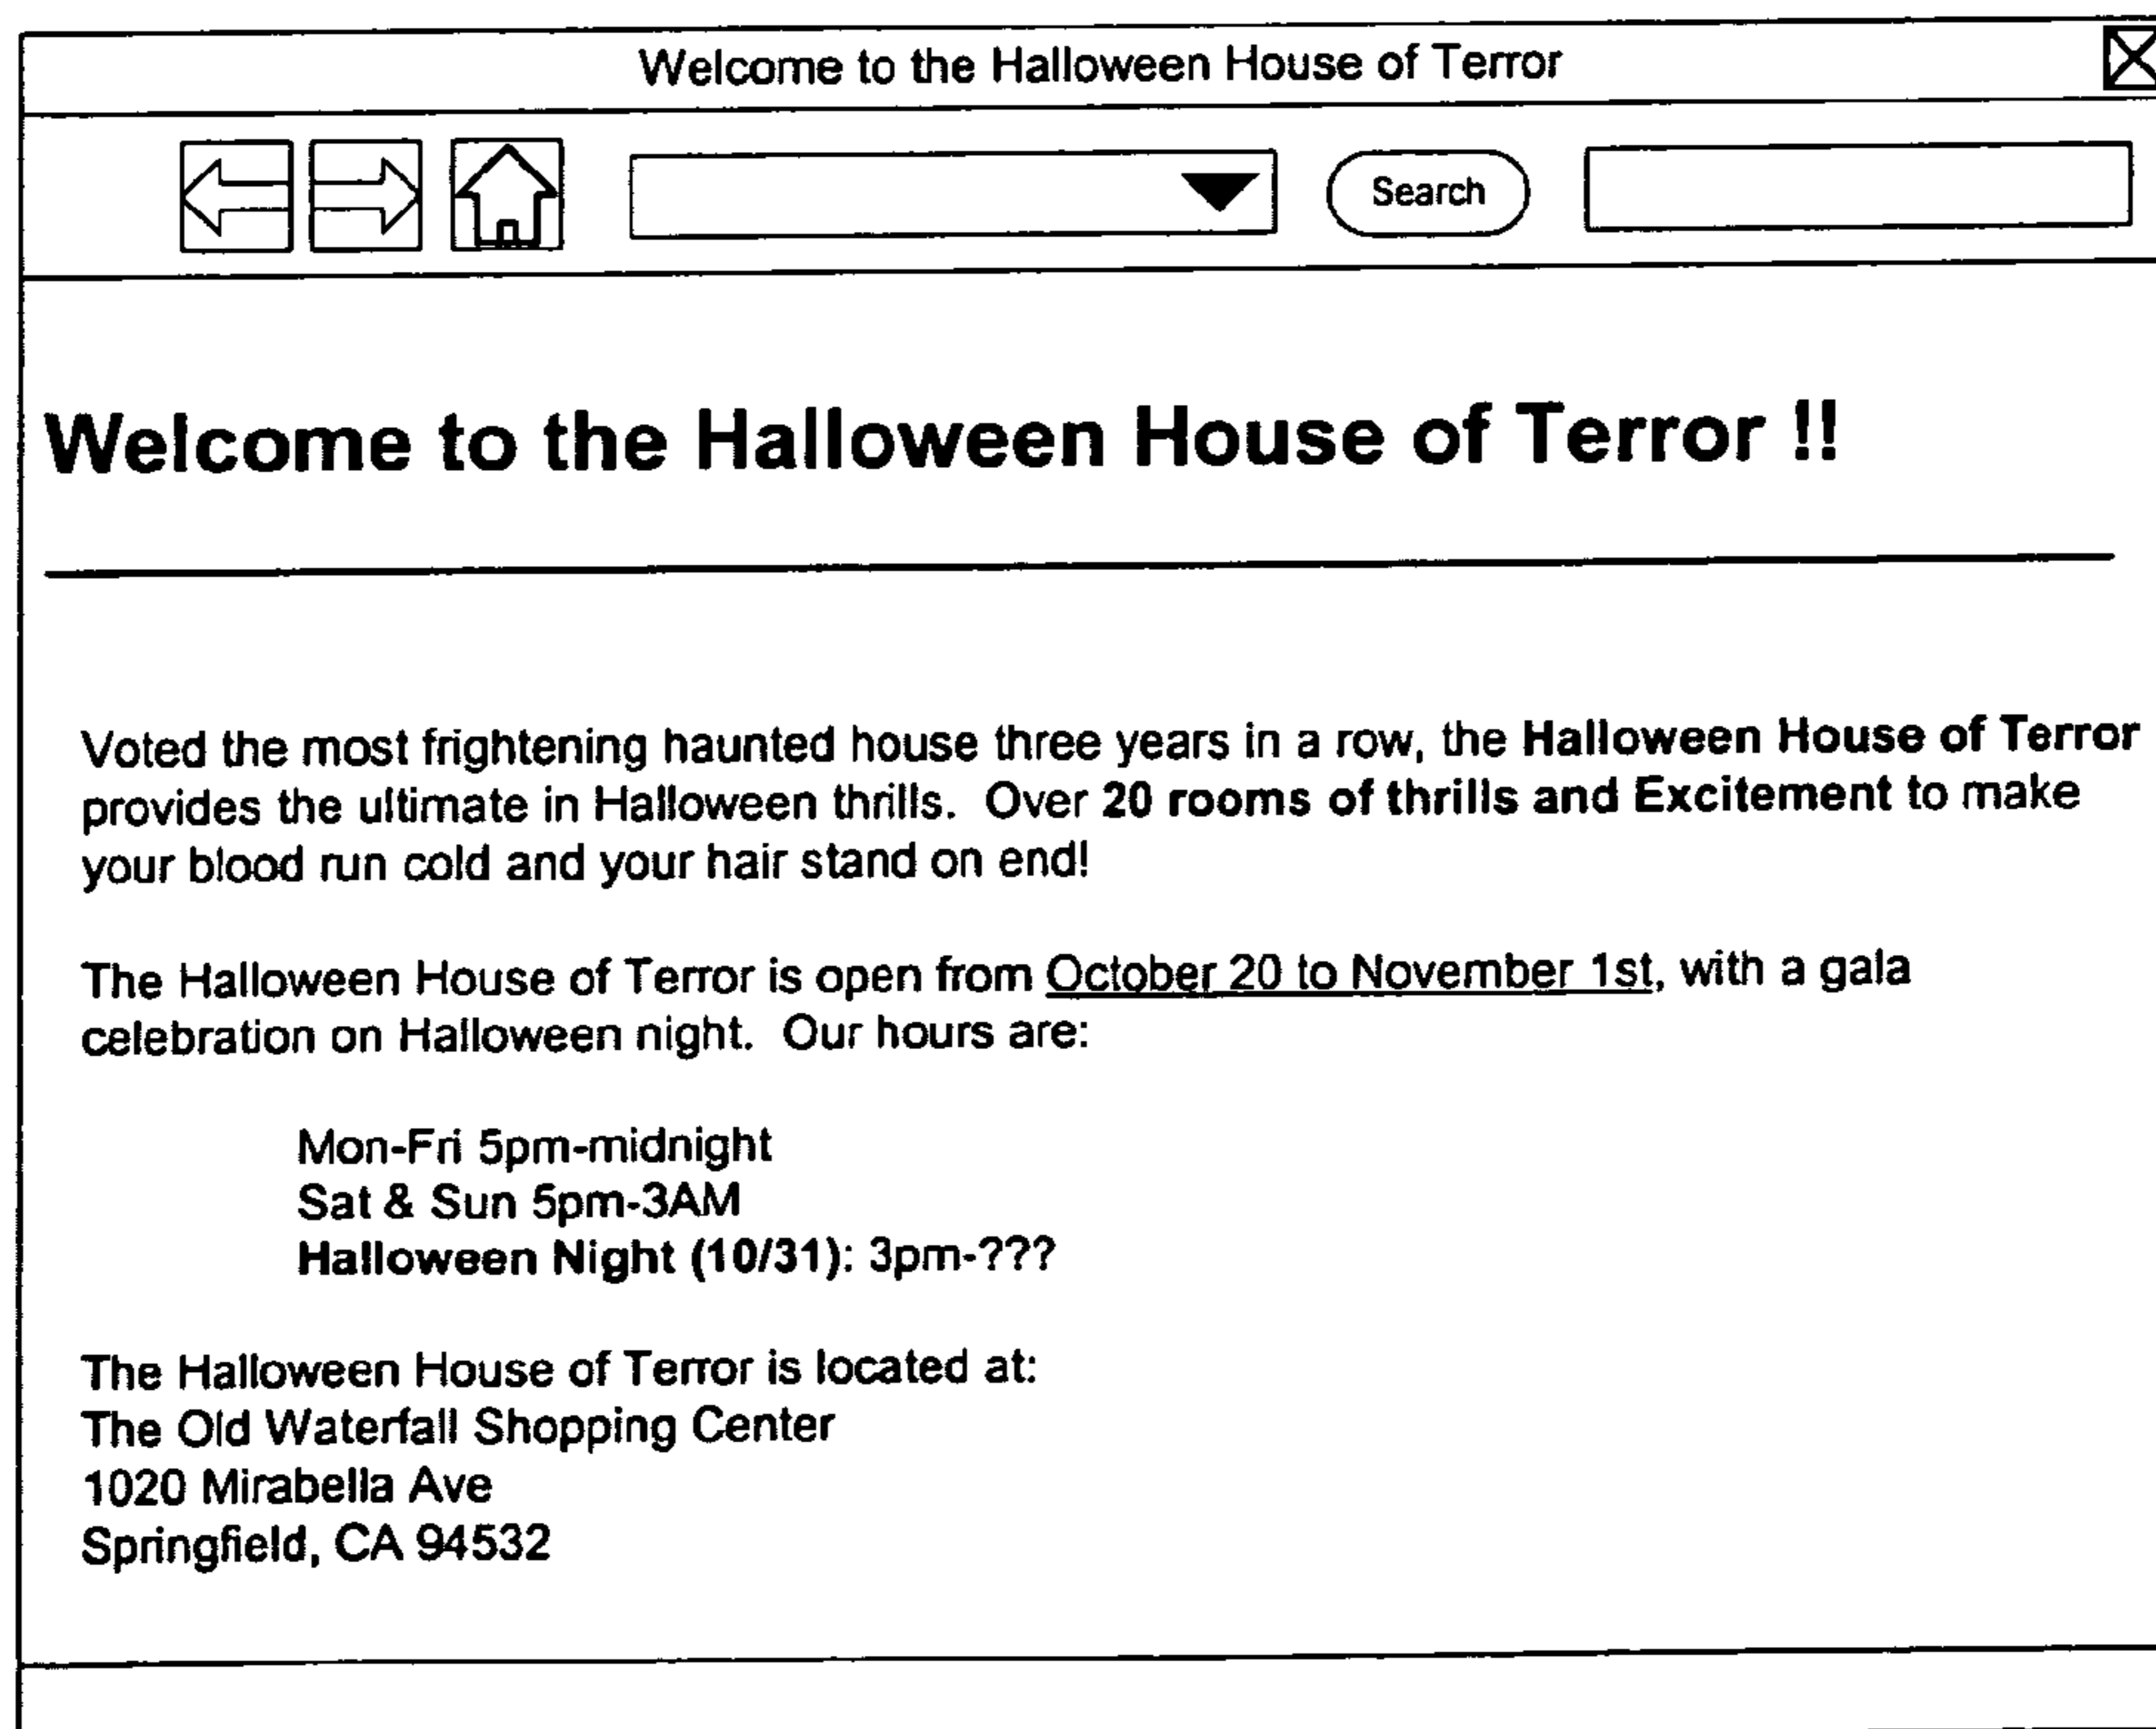 Welcome to the Halloween House of Terror
Search
Welcome to the Halloween House of Terror !!
Voted the most frightening haunted house three years in a row, the Halloween House of Terror
provides the ultimate in Halloween thrills.  Over 20 rooms of thrills and Excitement to make
your blood run cold and your hair stand on end!
The Halloween House of Terror is open from October 20 to November 1st, with a gala
celebration on Halloween night.  Our hours are:
Mon-Fri 5pm-midnight
Sat & Sun 5pm-3AM
Halloween Night (10/31): 3pm-???
The Halloween House of Terror is located at:
The Old Waterfall Shopping Center
1020 Mirabella Ave
Springfield, CA 94532